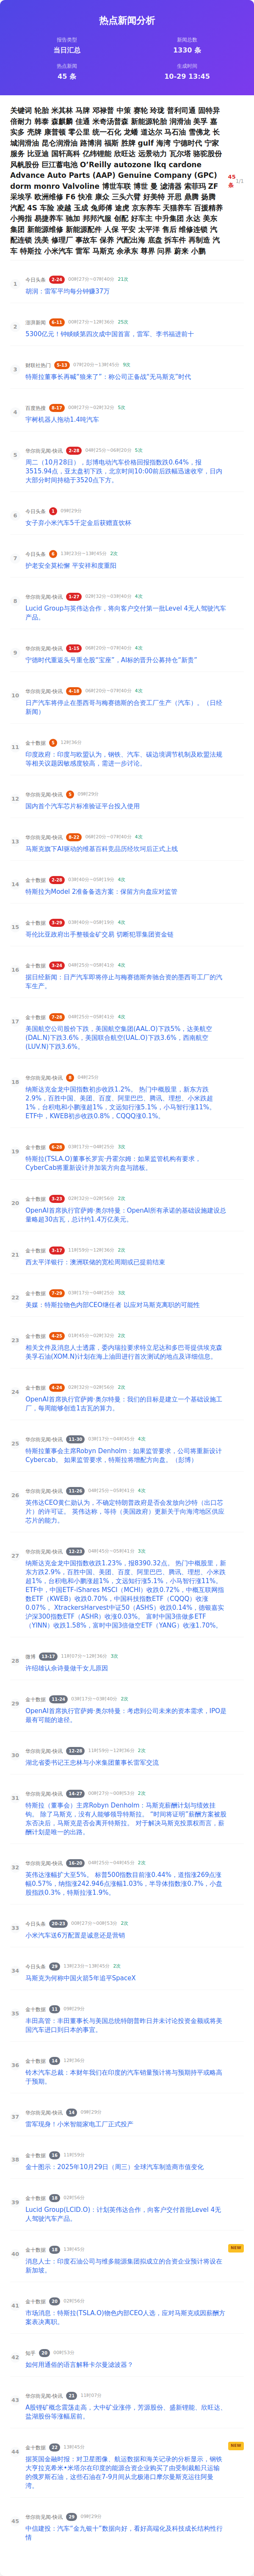 热点新闻分析
报告类型
新闻总数
当日汇总
1330 条
热点新闻
生成时间
45 条
10-29 13:45
关键词 轮胎 米其林 马牌 邓禄普 中策 赛轮 玲珑 普利司通 固特异
倍耐力 韩泰 森麒麟 佳通 米奇汤普森 新能源轮胎 润滑油 美孚 嘉
实多 壳牌 康普顿 零公里 统一石化 龙蟠 道达尔 马石油 雪佛龙 长
城润滑油 昆仑润滑油 路博润 福斯 胜牌 gulf 海湾 宁德时代 宁家
服务 比亚迪 国轩高科 亿纬锂能 欣旺达 远景动力 瓦尔塔 骆驼股份
风帆股份 巨江蓄电池 O’Reilly autozone lkq cardone
Advance Auto Parts (AAP) Genuine Company (GPC)
dorm monro Valvoline 博世车联 博世 曼 滤清器 索菲玛 ZF
采埃孚 欧洲维修 F6 快准 康众 三头六臂 好美特 开思 鼎鼎 扬腾
汽配 4S 车险 凌越 玉成 兔师傅 途虎 京东养车 天猫养车 百援精养
小拇指 易捷养车 驰加 邦邦汽服 创配 好车主 中升集团 永达 美东
集团 新能源维修 新能源配件 人保 平安 太平洋 售后 维修连锁 汽
配连锁 洗美 修理厂 事故车 保养 汽配出海 底盘 拆车件 再制造 汽
车 特斯拉 小米汽车 雷军 马斯克 余承东 尊界 问界 蔚来 小鹏
45
条
1/1
1
今日头条 2-24 00时27分~07时40分 21次
胡润：雷军平均每分钟赚37万
2
澎湃新闻 6-11 00时27分~12时36分 25次
5300亿元！钟睒睒第四次成中国首富，雷军、李书福进前十
3
财联社热门 5-13 07时20分~13时45分 9次
特斯拉董事长再喊“狼来了”：称公司正备战“无马斯克”时代
4
百度热搜 8-17 00时27分~02时32分 5次
宇树机器人拖动1.4吨汽车
5
华尔街见闻-快讯 2-28 04时25分~06时20分 5次
周二（10月28日），彭博电动汽车价格回报指数跌0.64%，报
3515.94点，亚太盘初下跌，北京时间10:00前后跌幅迅速收窄，日内
大部分时间持稳于3520点下方。
6
今日头条 1 09时29分
女子弃小米汽车5千定金后获赠直饮杯
7
今日头条 6 13时23分~13时45分 2次
护老安全莫松懈 平安祥和度重阳
8
华尔街见闻-快讯 1-27 02时32分~07时40分 4次
Lucid Group与英伟达合作，将向客户交付第一批Level 4无人驾驶汽车
产品。
9
华尔街见闻-快讯 1-15 06时20分~07时40分 4次
宁德时代重返头号重仓股“宝座”，AI标的晋升公募持仓“新贵”
10
华尔街见闻-快讯 4-18 06时20分~07时40分 4次
日产汽车将停止在墨西哥与梅赛德斯的合资工厂生产（汽车）。（日经
新闻）
11
金十数据 5 12时36分
印度政府：印度与欧盟认为，钢铁、汽车、碳边境调节机制及欧盟法规
等相关议题因敏感度较高，需进一步讨论。
12
华尔街见闻-快讯 5 09时29分
国内首个汽车芯片标准验证平台投入使用
13
华尔街见闻-快讯 8-22 06时20分~07时40分 4次
马斯克旗下AI驱动的维基百科竞品历经坎坷后正式上线
14
金十数据 2-28 03时40分~05时19分 4次
特斯拉为Model 2准备备选方案：保留方向盘应对监管
15
金十数据 3-29 03时40分~05时19分 4次
哥伦比亚政府出手整顿金矿交易 切断犯罪集团资金链
16
金十数据 3-24 04时25分~05时41分 4次
据日经新闻：日产汽车即将停止与梅赛德斯奔驰合资的墨西哥工厂的汽
车生产。
17
金十数据 7-28 04时25分~05时41分 4次
美国航空公司股价下跌，美国航空集团(AAL.O)下跌5%，达美航空
(DAL.N)下跌3.6%，美国联合航空(UAL.O)下跌3.6%，西南航空
(LUV.N)下跌3.6%。
18
华尔街见闻-快讯 8 04时25分
纳斯达克金龙中国指数初步收跌1.2%。 热门中概股里，新东方跌
2.9%，百胜中国、美团、百度、阿里巴巴、腾讯、理想、小米跌超
1%，台积电和小鹏涨超1%，文远知行涨5.1%，小马智行涨11%。
ETF中，KWEB初步收跌0.8%，CQQQ涨0.1%。
19
金十数据 6-28 03时17分~04时25分 3次
特斯拉(TSLA.O)董事长罗宾·丹霍尔姆：如果监管机构有要求，
CyberCab将重新设计并加装方向盘与踏板。
20
金十数据 3-23 02时32分~02时56分 2次
OpenAI首席执行官萨姆·奥尔特曼：OpenAI所有承诺的基础设施建设总
量略超30吉瓦，总计约1.4万亿美元。
21
金十数据 3-17 11时59分~12时36分 2次
西太平洋银行：澳洲联储的宽松周期或已提前结束
22
金十数据 7-29 03时17分~04时25分 3次
美媒：特斯拉物色内部CEO继任者 以应对马斯克离职的可能性
23
金十数据 4-25 01时45分~02时32分 2次
相关文件及消息人士透露，委内瑞拉要求特立尼达和多巴哥提供埃克森
美孚石油(XOM.N)计划在海上油田进行首次测试的地点及详细信息。
24
金十数据 4-24 02时32分~02时56分 2次
OpenAI首席执行官萨姆·奥尔特曼：我们的目标是建立一个基础设施工
厂，每周能够创造1吉瓦的算力。
25
华尔街见闻-快讯 11-30 03时17分~04时45分 4次
特斯拉董事会主席Robyn Denholm：如果监管要求，公司将重新设计
Cybercab。 如果监管要求，特斯拉将增配方向盘。（彭博）
26
华尔街见闻-快讯 11-26 04时25分~05时41分 4次
英伟达CEO黄仁勋认为，不确定特朗普政府是否会发放向沙特（出口芯
片）的许可证。 英伟达称，等待（美国政府）更新关于向海湾地区供应
芯片的能力。
27
华尔街见闻-快讯 12-23 04时45分~05时41分 3次
纳斯达克金龙中国指数收跌1.23%，报8390.32点。 热门中概股里，新
东方跌2.9%，百胜中国、美团、百度、阿里巴巴、腾讯、理想、小米跌
超1%，台积电和小鹏涨超1%，文远知行涨5.1%，小马智行涨11%。
ETF中，中国ETF-iShares MSCI（MCHI）收跌0.72%，中概互联网指
数ETF（KWEB）收跌0.70%，中国科技指数ETF（CQQQ）收涨
0.07%， XtrackersHarvest中证50（ASHS）收跌0.14%，德银嘉实
沪深300指数ETF（ASHR）收涨0.03%。 富时中国3倍做多ETF
（YINN）收跌1.58%，富时中国3倍做空ETF（YANG）收涨1.70%。
28
微博 13-17 11时07分~12时36分 3次
许绍雄认余诗曼做干女儿原因
29
金十数据 11-24 03时17分~03时40分 2次
OpenAI首席执行官萨姆·奥尔特曼：考虑到公司未来的资本需求，IPO是
最有可能的途径。
30
华尔街见闻-快讯 12-28 11时59分~12时36分 2次
湖北省委书记王忠林与小米集团董事长雷军交流
31
华尔街见闻-快讯 14-27 00时27分~00时53分 2次
特斯拉（董事会）主席Robyn Denholm：马斯克薪酬计划与绩效挂
钩。 除了马斯克，没有人能够领导特斯拉。 “时间将证明”薪酬方案被股
东否决后，马斯克是否会离开特斯拉。 对于解决马斯克投票权而言，薪
酬计划是唯一的出路。
32
华尔街见闻-快讯 16-20 04时25分~04时45分 2次
英伟达涨幅扩大至5%。 标普500指数目前涨0.44%，道指涨269点涨
幅0.57%，纳指涨242.946点涨幅1.03%，半导体指数涨0.7%，小盘
股指跌0.3%，特斯拉涨1.9%。
33
今日头条 20-23 00时27分~00时53分 2次
小米汽车送6万配置是诚意还是营销
34
今日头条 29 13时23分~13时45分 2次
马斯克为何称中国火箭5年追平SpaceX
35
金十数据 11 09时29分
丰田高管：丰田董事长与美国总统特朗普昨日并未讨论投资金额或将美
国汽车进口到日本的事宜。
36
金十数据 14 12时36分
铃木汽车总裁：本财年我们在印度的汽车销量预计将与预期持平或略高
于预期。
37
华尔街见闻-快讯 14 09时29分
雷军现身！小米智能家电工厂正式投产
38
金十数据 16 11时59分
金十图示：2025年10月29日（周三）全球汽车制造商市值变化
39
金十数据 18 01时56分
Lucid Group(LCID.O)：计划英伟达合作，向客户交付首批Level 4无
人驾驶汽车产品。
40
金十数据 18 13时45分
NEW
消息人士：印度石油公司与维多能源集团拟成立的合资企业预计将设在
新加坡。
41
金十数据 20 02时56分
市场消息：特斯拉(TSLA.O)物色内部CEO人选，应对马斯克或因薪酬方
案表决离职。
42
知乎 20 00时53分
如何用通俗的语言解释卡尔曼滤波器？
43
华尔街见闻-快讯 21 11时07分
A股锂矿概念震荡走高，大中矿业涨停，芳源股份、盛新锂能、欣旺达、
盐湖股份等涨幅居前。
44
金十数据 22 13时45分
NEW
据英国金融时报：对卫星图像、航运数据和海关记录的分析显示，钢铁
大亨拉克希米•米塔尔在印度的能源合资企业购买了由受制裁船只运输
的俄罗斯石油，这些石油在7-9月间从北极港口摩尔曼斯克运往阿曼
湾。
45
华尔街见闻-快讯 29 09时29分
中信建投：汽车“金九银十”数据向好，看好高端化及科技成长结构性行
情